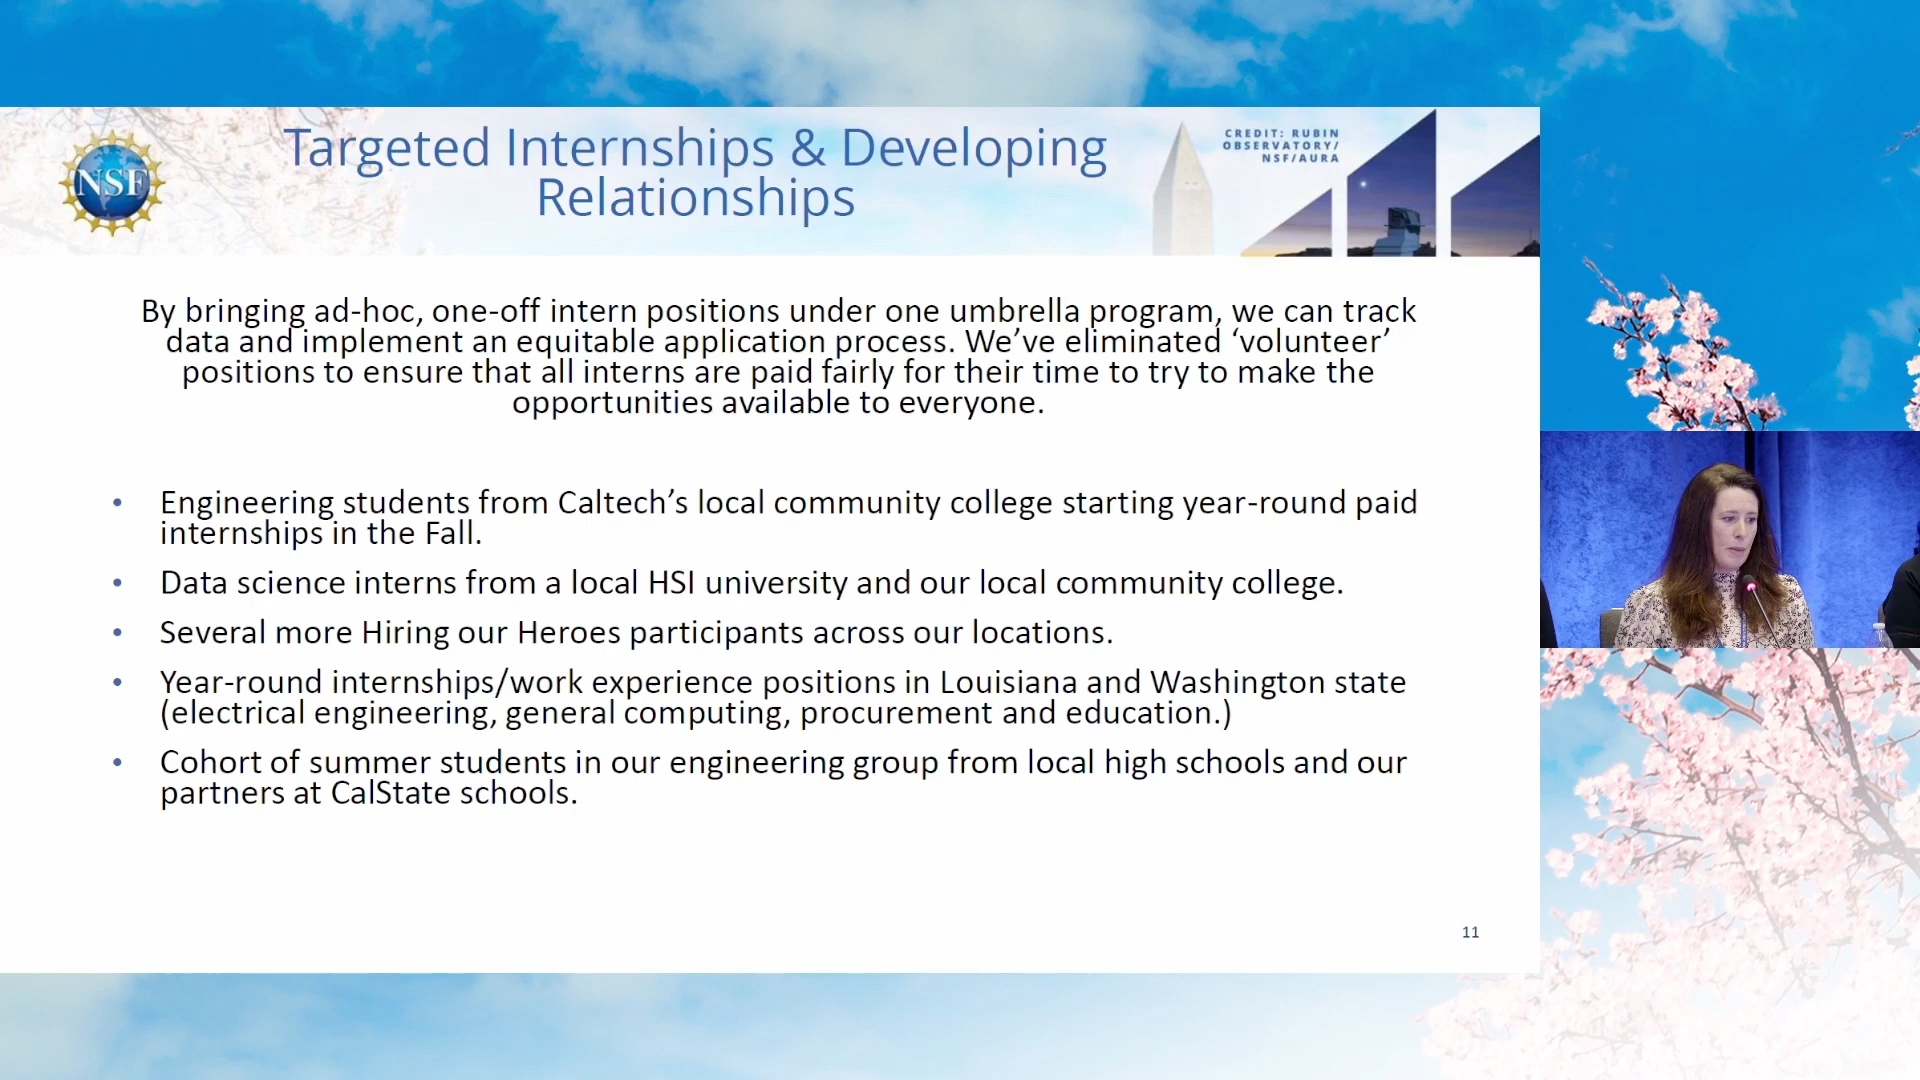 Targeted Internships & Developing
Relationships
CREDIT: RUBIN
OBSERVATORY/
NSF/AURA
NSF
By bringing ad-hoc, one-off intern positions under one umbrella program, we can track
data and implement an equitable application process. We’ve eliminated ‘volunteer’
positions to ensure that all interns are paid fairly for their time to try to make the
opportunities available to everyone.
• Engineering students from Caltech’s local community college starting year-round paid
internships in the Fall.
• Data science interns from a local HSI university and our local community college.
• Several more Hiring our Heroes participants across our locations.
• Year-round internships/work experience positions in Louisiana and Washington state
(electrical engineering, general computing, procurement and education.)
• Cohort of summer students in our engineering group from local high schools and our
partners at CalState schools.
11